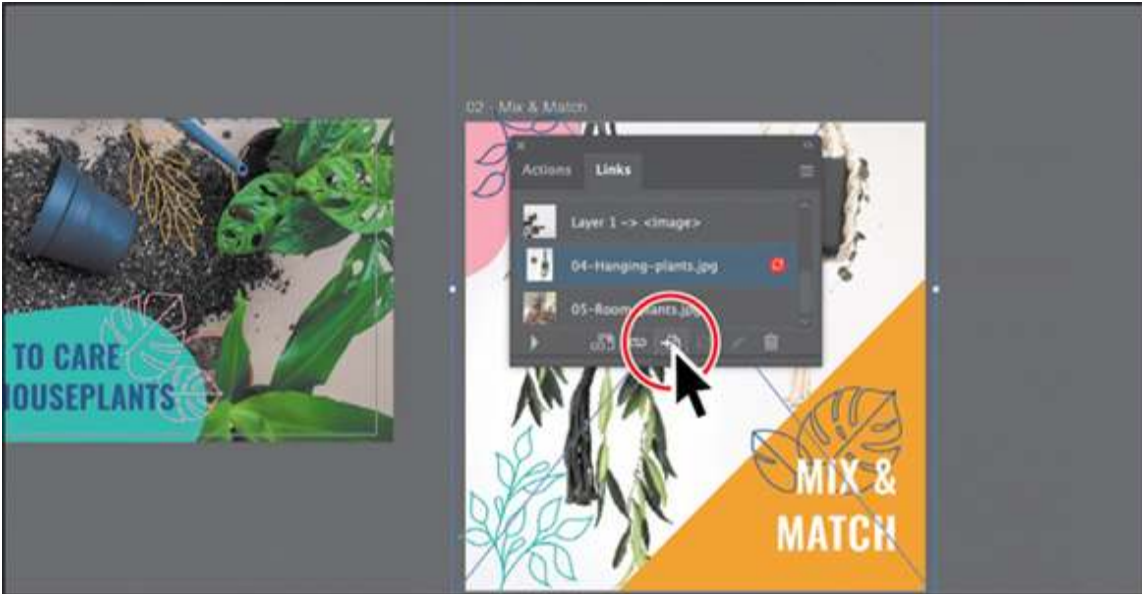 02 - Mix & Match
Actions Links
Layer 1 -> <Image>
04-Hanging-plants.jpg
TO CARE
HOUSEPLANTS
MIX &
MATCH